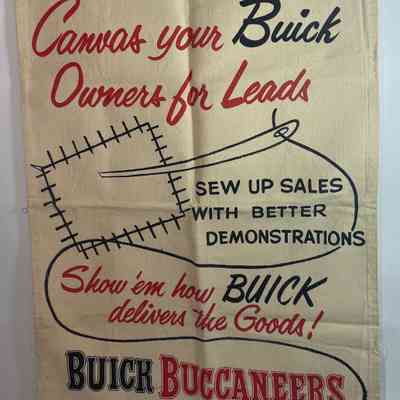 Canvas your Buick
Owners for Leads
SEW UP SALES
WITH BETTER
DEMONSTRATIONS
Show 'em how BUICK
delivers the Goods!
BUICK BUCCANEERS